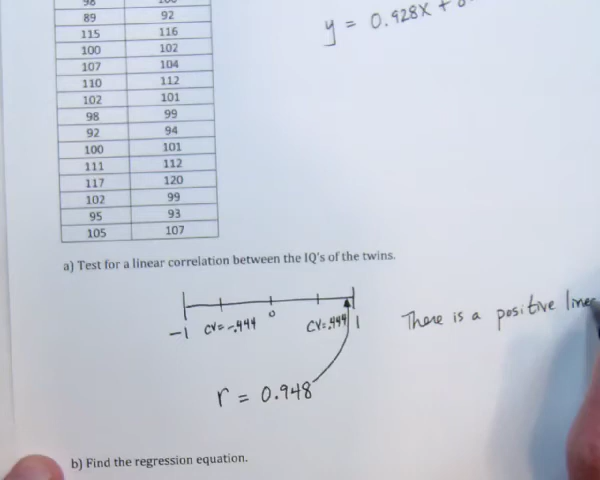 98
89 92
115 116
100 102
107 104
110 112
102 101
98 99
92 94
100 101
111 112
117 120
102 99
95 93
105 107
y = 0.928x +
a) Test for a linear correlation between the IQ's of the twins.
-1 CV=-.444 0 CV=.444 1
There is a positive
r = 0.948
b) Find the regression equation.